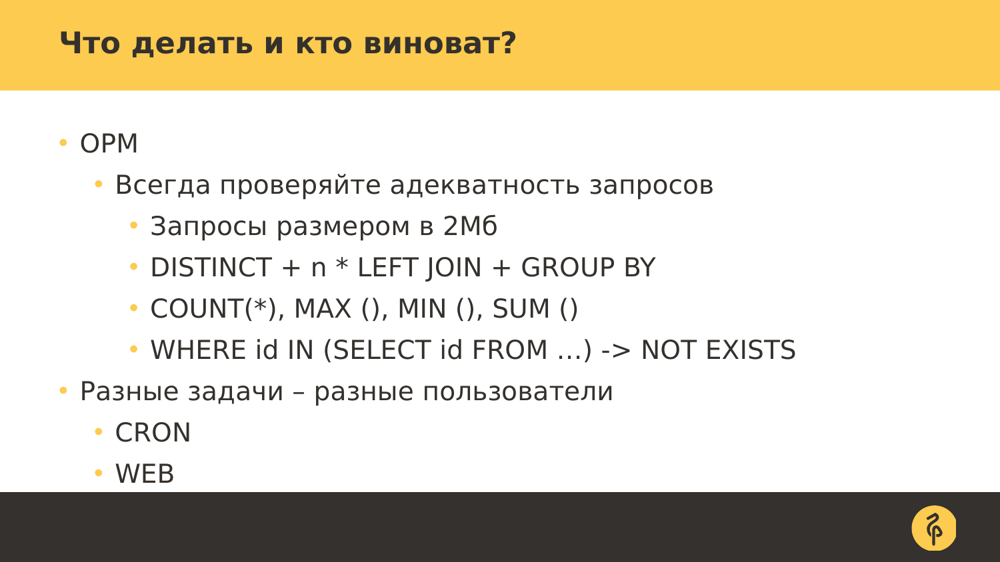 Что делать и кто виноват?
• ОРМ
• Всегда проверяйте адекватность запросов
• Запросы размером в 2Мб
• DISTINCT + n * LEFT JOIN + GROUP BY
• COUNT(*), MAX (), MIN (), SUM ()
• WHERE id IN (SELECT id FROM …) -> NOT EXISTS
• Разные задачи – разные пользователи
• CRON
• WEB